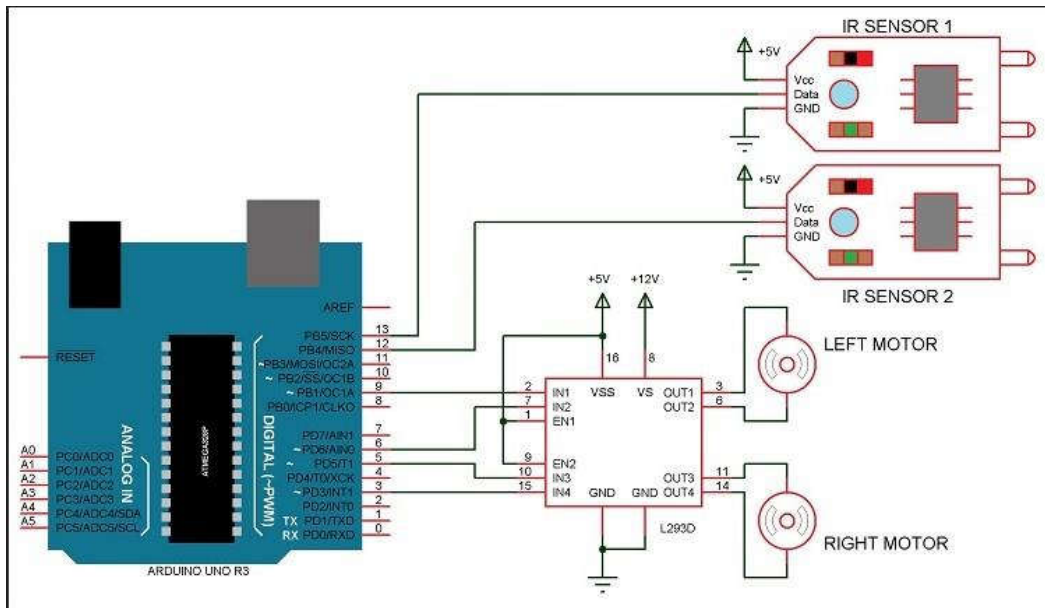 IR SENSOR 1
+5V
Vcc
Data
GND
+5V
Vcc
Data
GND
IR SENSOR 2
AREF
RESET
PB5/SCK 13
PB4/MISO 12
~PB3/MOSI/OC2A 11
~ PB2/SS/OC1B 10
~ PB1/OC1A 9
PB0/ICP1/CLKO 8
PD7/AIN1 7
~ PD6/AIN0 6
~ PD5/T1 5
PD4/T0/XCK 4
~ PD3/INT1 3
PD2/INT0 2
TX PD1/TXD 1
RX PD0/RXD 0
DIGITAL (~PWM)
ANALOG IN
ATMEGA328P
A0 PC0/ADC0
A1 PC1/ADC1
A2 PC2/ADC2
A3 PC3/ADC3
A4 PC4/ADC4/SDA
A5 PC5/ADC5/SCL
ARDUINO UNO R3
+5V +12V
16 8
VSS VS
2 IN1
7 IN2
1 EN1
9 EN2
10 IN3
15 IN4
OUT1 3
OUT2 6
OUT3 11
OUT4 14
GND GND
L293D
LEFT MOTOR
RIGHT MOTOR